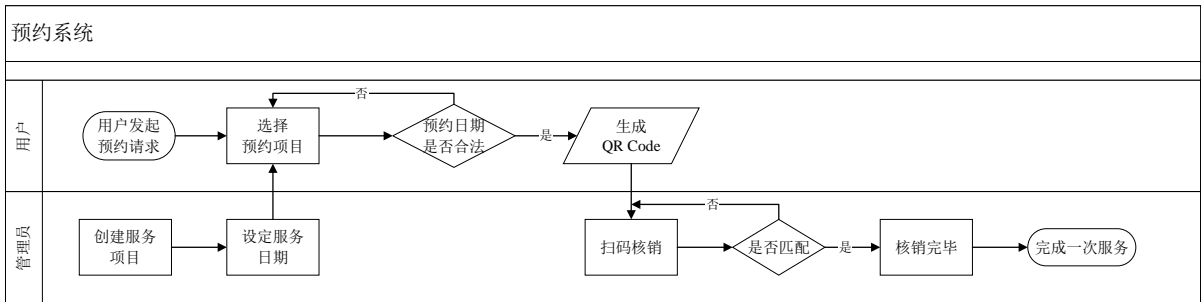 预约系统
用户
用户发起
预约请求
选择
预约项目
否
预约日期
是否合法
是
生成
QR Code
管理员
创建服务
项目
设定服务
日期
扫码核销
否
是否匹配
是
核销完毕
完成一次服务